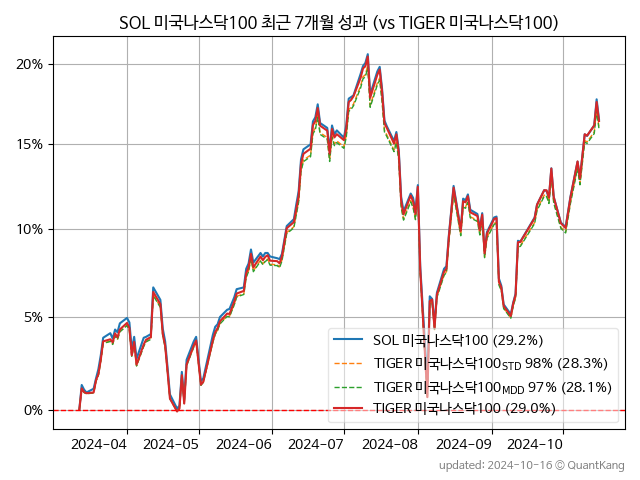 SOL 미국나스닥100 최근 7개월 성과 (vs TIGER 미국나스닥100)
20%
15%
10%
5%
0%
SOL 미국나스닥100 (29.2%)
TIGER 미국나스닥100STD 98% (28.3%)
TIGER 미국나스닥100MDD 97% (28.1%)
TIGER 미국나스닥100 (29.0%)
2024-04 2024-05 2024-06 2024-07 2024-08 2024-09 2024-10
updated: 2024-10-16 © QuantKang